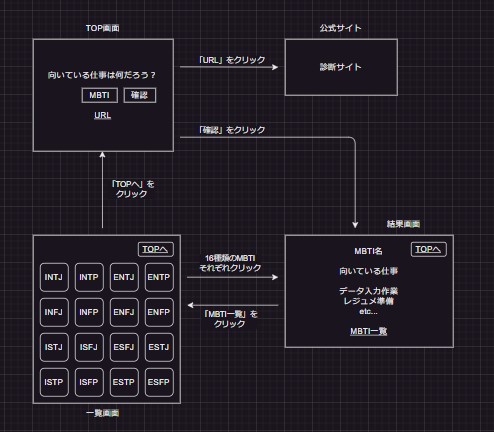 TOP画面
公式サイト
向いている仕事は何だろう？
MBTI
確認
URL
「URL」をクリック
診断サイト
「確認」をクリック
「TOPへ」を
クリック
結果画面
TOPへ
INTJ
INTP
ENTJ
ENTP
INFJ
INFP
ENFJ
ENFP
ISTJ
ISFJ
ESFJ
ESTJ
ISTP
ISFP
ESTP
ESFP
一覧画面
16種類のMBTI
それぞれクリック
「MBTI一覧」を
クリック
MBTI名
TOPへ
向いている仕事
データ入力作業
レジュメ準備
etc...
MBTI一覧